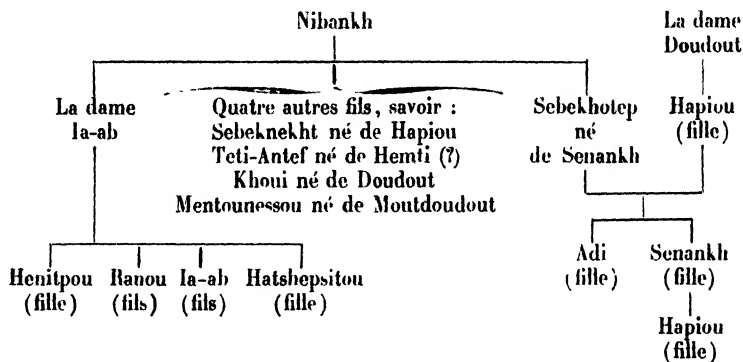 Nibankh
La dame
Doudout
La dame
Ia-ab
Quatre autres fils, savoir :
Sebeknekht né de Hapiou
Teti-Antef né de Hemti (?)
Khoui né de Doudout
Mentounessou né de Moutdoudout
Sebekhotep
né
de Senankh
Hapiou
(fille)
Henitpou
(fille)
Ranou
(fils)
Ia-ab
(fils)
Hatshepsitou
(fille)
Adi
(fille)
Senankh
(fille)
Hapiou
(fille)